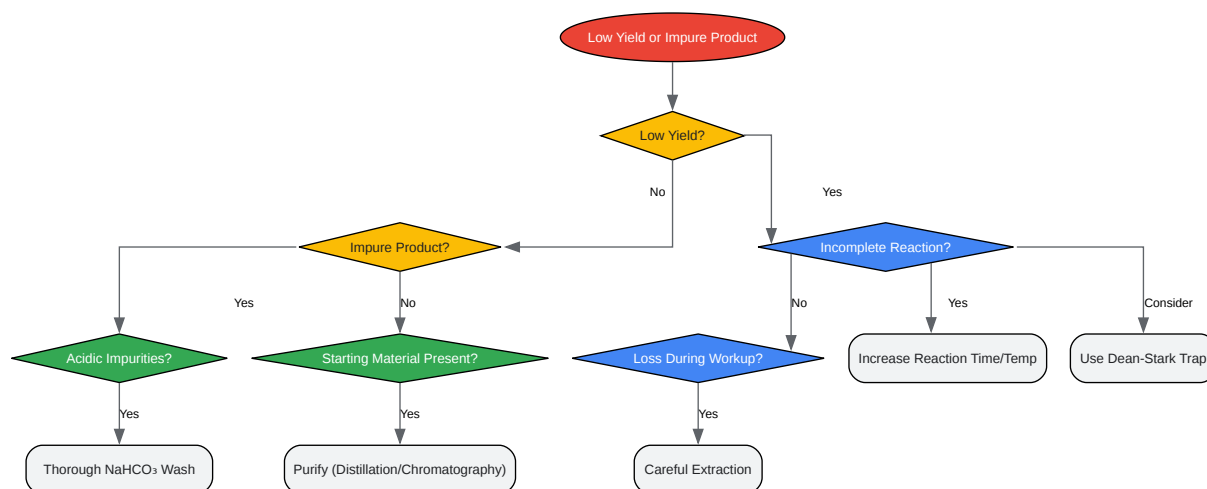 Low Yield or Impure Product
Low Yield?
No
Yes
Impure Product?
Incomplete Reaction?
Yes
No
No
Yes
Consider
Acidic Impurities?
Starting Material Present?
Loss During Workup?
Increase Reaction Time/Temp
Use Dean-Stark Trap
Yes
Yes
Yes
Thorough NaHCO₃ Wash
Purify (Distillation/Chromatography)
Careful Extraction